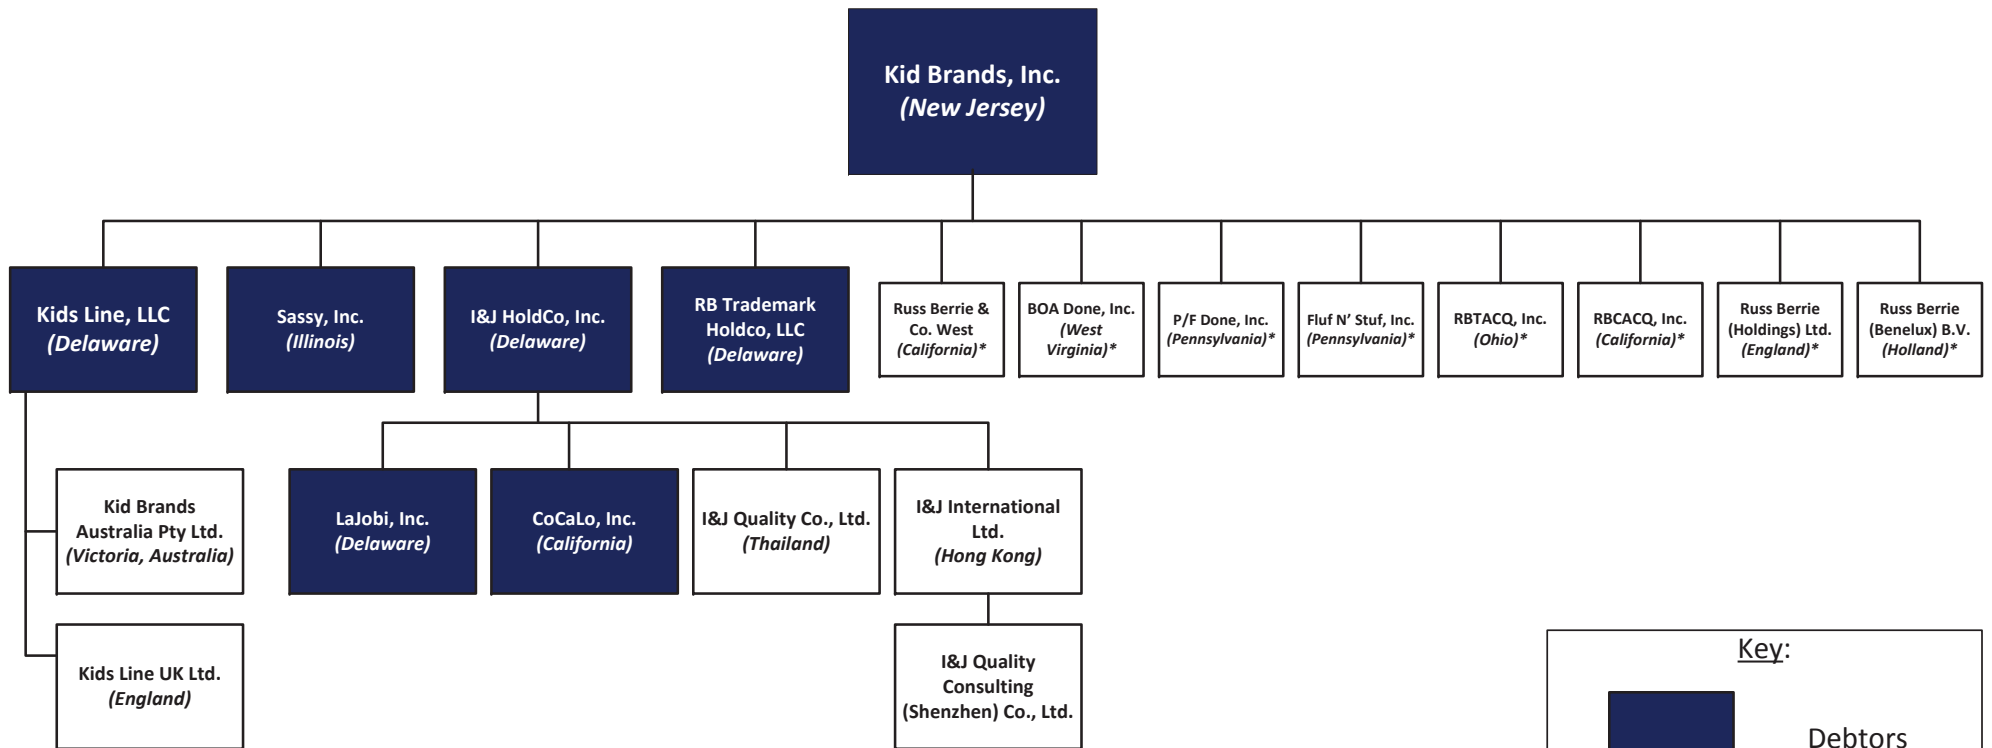 Kid Brands, Inc.
(New Jersey)
Kids Line, LLC
(Delaware)
Sassy, Inc.
(Illinois)
I&J HoldCo, Inc.
(Delaware)
RB Trademark
Holdco, LLC
(Delaware)
Russ Berrie &
Co. West
(California)*
BOA Done, Inc.
(West
Virginia)*
P/F Done, Inc.
(Pennsylvania)*
Fluf N’ Stuf, Inc.
(Pennsylvania)*
RBTACQ, Inc.
(Ohio)*
RBCACQ, Inc.
(California)*
Russ Berrie
(Holdings) Ltd.
(England)*
Russ Berrie
(Benelux) B.V.
(Holland)*
Kid Brands
Australia Pty Ltd.
(Victoria, Australia)
LaJobi, Inc.
(Delaware)
CoCaLo, Inc.
(California)
I&J Quality Co., Ltd.
(Thailand)
I&J International
Ltd.
(Hong Kong)
Kids Line UK Ltd.
(England)
I&J Quality
Consulting
(Shenzhen) Co., Ltd.
Key:
Debtors